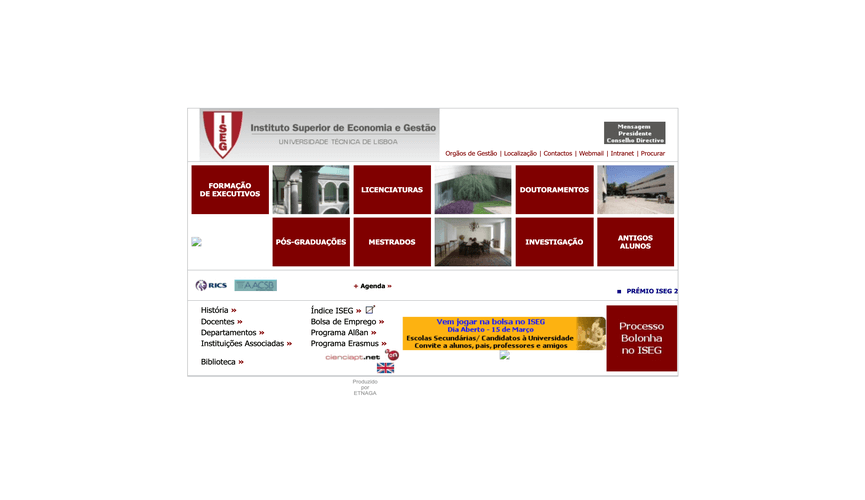 ISEG
Instituto Superior de Economia e Gestão
UNIVERSIDADE TÉCNICA DE LISBOA
Mensagem
Presidente
Conselho Directivo
Orgãos de Gestão | Localização | Contactos | Webmail | Intranet | Procurar
FORMAÇÃO
DE EXECUTIVOS
LICENCIATURAS
DOUTORAMENTOS
PÓS-GRADUAÇÕES
MESTRADOS
INVESTIGAÇÃO
ANTIGOS
ALUNOS
RICS
AACSB
Agenda »
PRÉMIO ISEG 2
História »
Docentes »
Departamentos »
Instituições Associadas »
Biblioteca »
Índice ISEG »
Bolsa de Emprego »
Programa Alßan »
Programa Erasmus »
cienciapt.net on
Vem jogar na bolsa no ISEG
Dia Aberto - 15 de Março
Escolas Secundárias/ Candidatos à Universidade
Convite a alunos, pais, professores e amigos
Processo
Bolonha
no ISEG
Produzido
por
ETNAGA